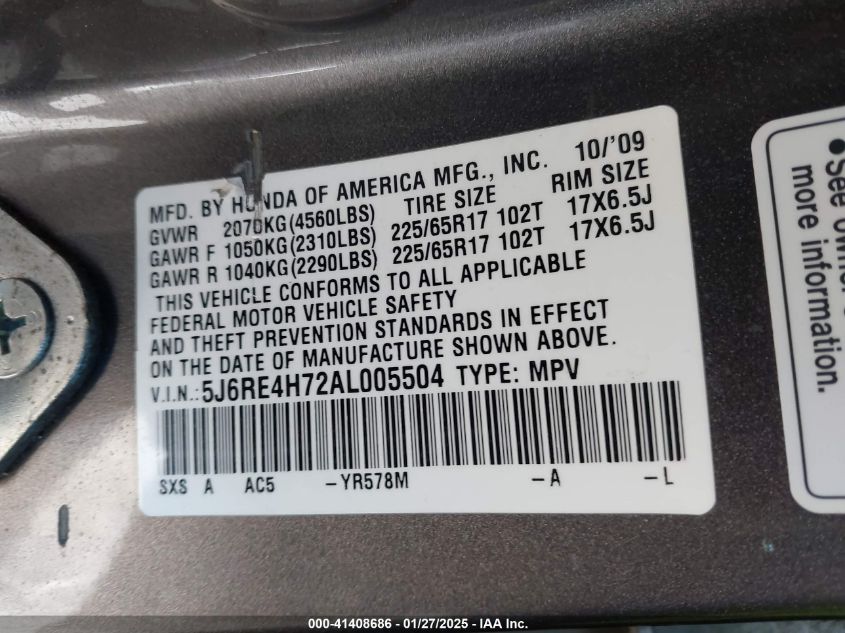 MFD. BY HONDA OF AMERICA MFG., INC. 10/'09
GVWR 2070KG(4560LBS) TIRE SIZE RIM SIZE
GAWR F 1050KG(2310LBS) 225/65R17 102T 17X6.5J
GAWR R 1040KG(2290LBS) 225/65R17 102T 17X6.5J
THIS VEHICLE CONFORMS TO ALL APPLICABLE
FEDERAL MOTOR VEHICLE SAFETY
AND THEFT PREVENTION STANDARDS IN EFFECT
ON THE DATE OF MANUFACTURE SHOWN ABOVE.
V.I.N.: 5J6RE4H72AL005504 TYPE: MPV
SXS A AC5 -YR578M -A -L
•See owner's
more information.
000-41408686 - 01/27/2025 - IAA Inc.